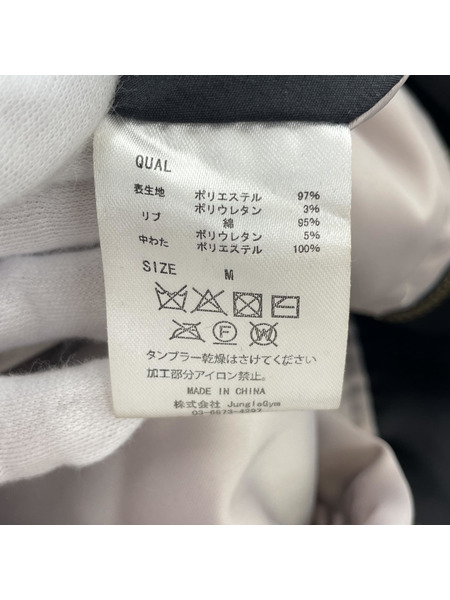 QUAL
表生地 ポリエステル 97%
ポリウレタン 3%
リブ 綿 95%
ポリウレタン 5%
中わた ポリエステル 100%
SIZE M
F W
タンブラー乾燥はさけてください
加工部分アイロン禁止。
MADE IN CHINA
株式会社 JungleGym
03-6873-4297